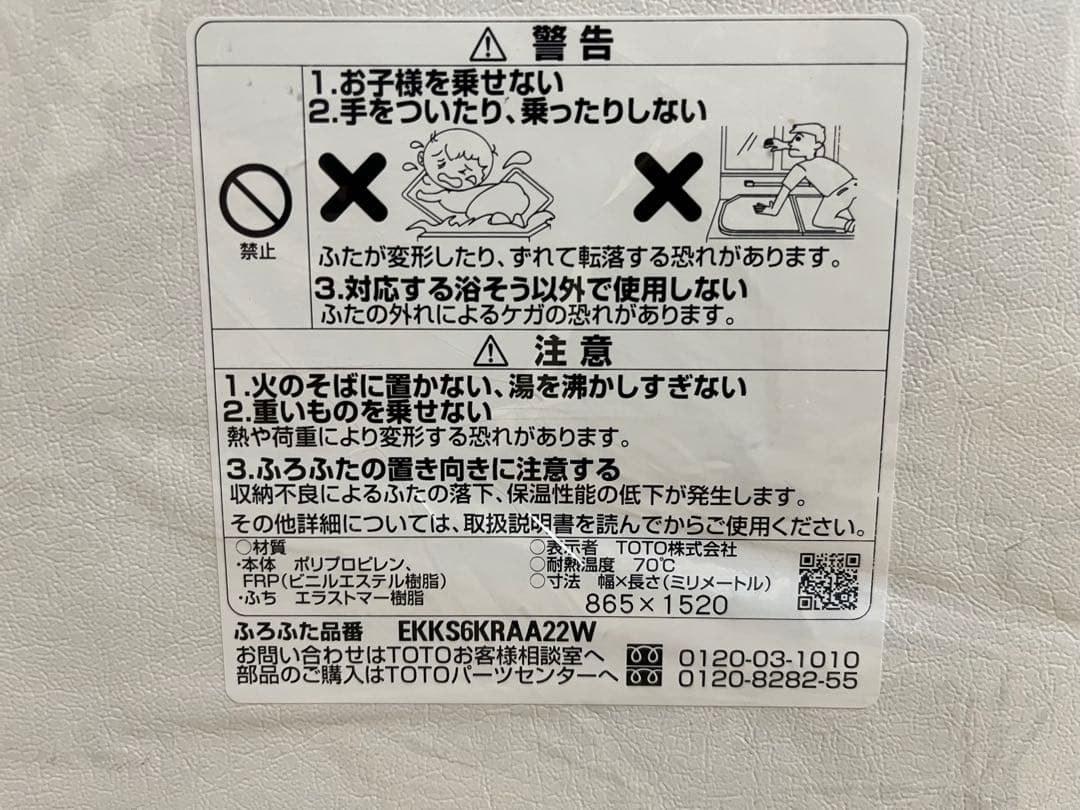 ⚠ 警告
1.お子様を乗せない
2.手をついたり、乗ったりしない
禁止
ふたが変形したり、ずれて転落する恐れがあります。
3.対応する浴そう以外で使用しない
ふたの外れによるケガの恐れがあります。
⚠ 注意
1.火のそばに置かない、湯を沸かしすぎない
2.重いものを乗せない
熱や荷重により変形する恐れがあります。
3.ふろふたの置き向きに注意する
収納不良によるふたの落下、保温性能の低下が発生します。
その他詳細については、取扱説明書を読んでからご使用ください。
○材質
・本体 ポリプロピレン、
FRP(ビニルエステル樹脂)
・ふち エラストマー樹脂
○表示者 TOTO株式会社
○耐熱温度 70℃
○寸法 幅×長さ(ミリメートル)
865×1520
ふろふた品番 EKKS6KRAA22W
お問い合わせはTOTOお客様相談室へ 0120-03-1010
部品のご購入はTOTOパーツセンターへ 0120-8282-55